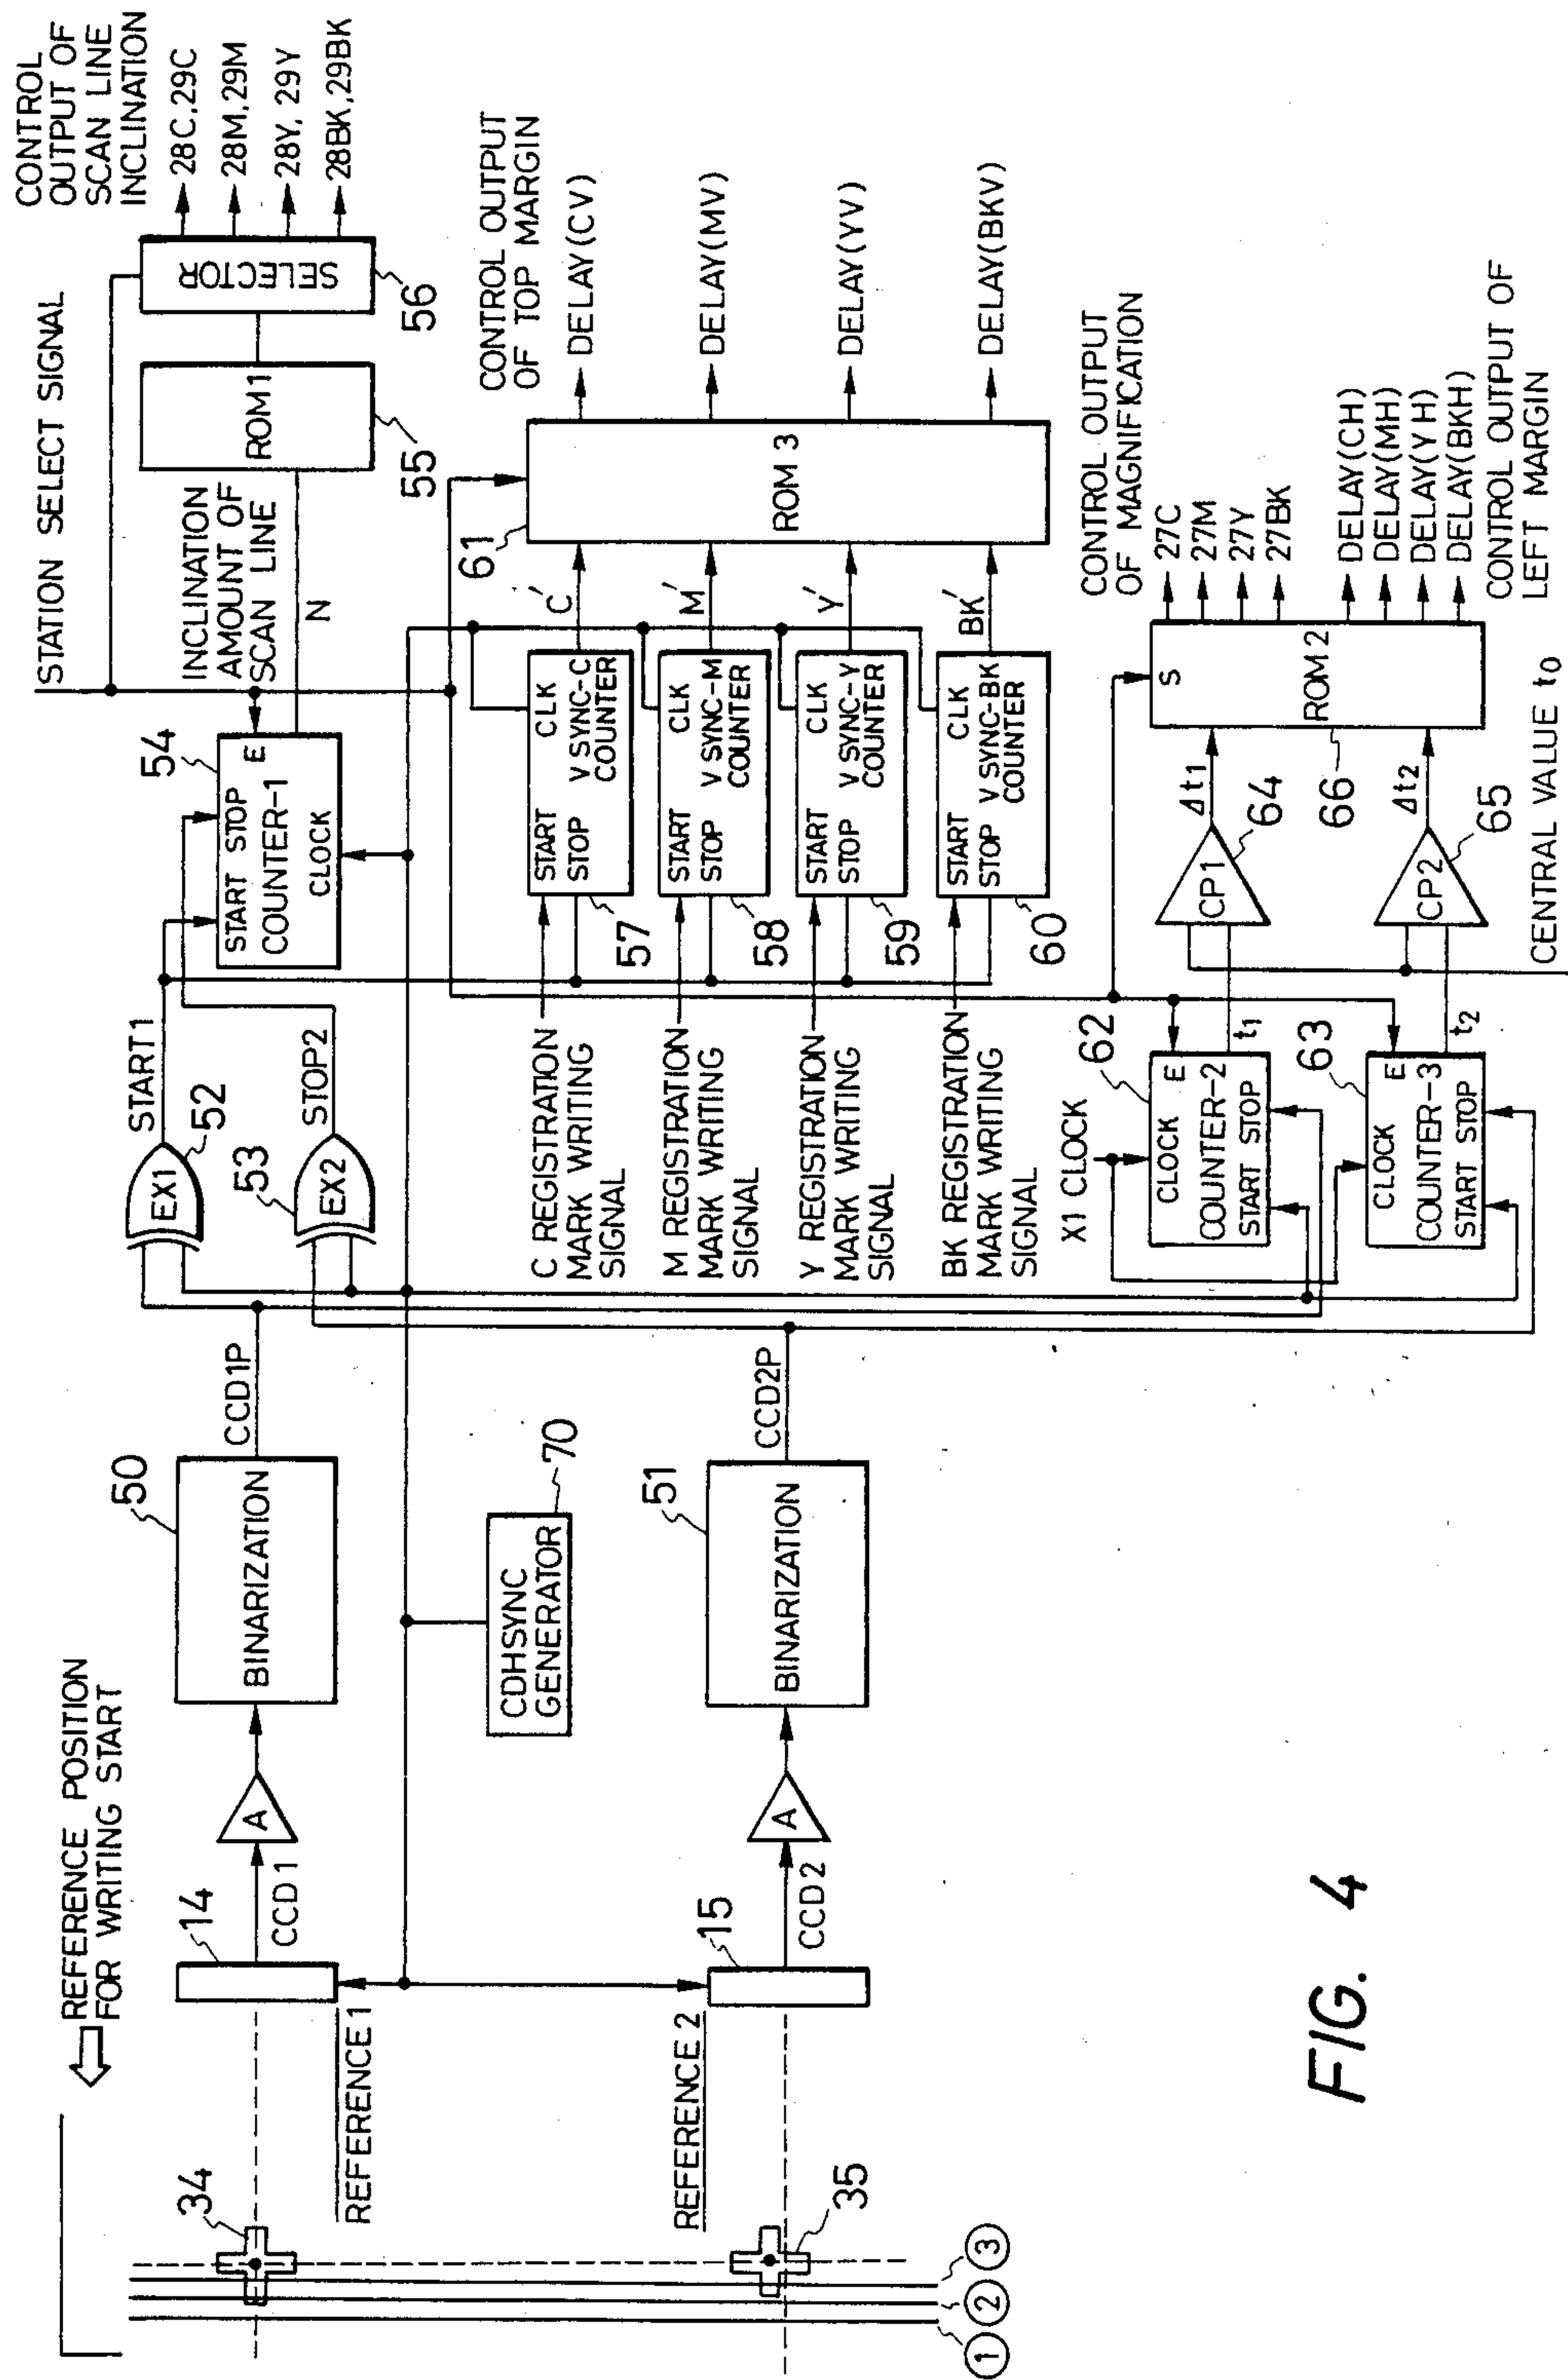 REFERENCE POSITION
FOR WRITING START
34
35
1
2
3
REFERENCE 1
REFERENCE 2
14
15
CCD1
CCD2
A
A
50
BINARIZATION
51
BINARIZATION
CDHSYNC
GENERATOR
70
CCD1P
CCD2P
EX1
52
START1
53
EX2
STOP2
STATION SELECT SIGNAL
54
START STOP
E
COUNTER-1
CLOCK
INCLINATION
AMOUNT OF
SCAN LINE
N
ROM1
55
SELECTOR
56
CONTROL
OUTPUT OF
SCAN LINE
INCLINATION
28C,29C
28M,29M
28Y,29Y
28BK,29BK
C REGISTRATION
MARK WRITING
SIGNAL
START CLK
STOP V SYNC-C
COUNTER
57
C'
M REGISTRATION
MARK WRITING
SIGNAL
START CLK
STOP V SYNC-M
COUNTER
58
M'
Y REGISTRATION
MARK WRITING
SIGNAL
START CLK
STOP V SYNC-Y
COUNTER
59
Y'
BK REGISTRATION
MARK WRITING
SIGNAL
START CLK
STOP V SYNC-BK
COUNTER
60
BK'
61
ROM 3
CONTROL OUTPUT
OF TOP MARGIN
DELAY(CV)
DELAY(MV)
DELAY(YV)
DELAY(BKV)
X1 CLOCK
62
CLOCK E
COUNTER-2
START STOP
t1
63
CLOCK E
COUNTER-3
START STOP
t2
CP1
64
Δt1
CP2
65
Δt2
CENTRAL VALUE t0
S
ROM2
66
CONTROL OUTPUT
OF MAGNIFICATION
27C
27M
27Y
27BK
DELAY(CH)
DELAY(MH)
DELAY(YH)
DELAY(BKH)
CONTROL OUTPUT OF
LEFT MARGIN
FIG. 4